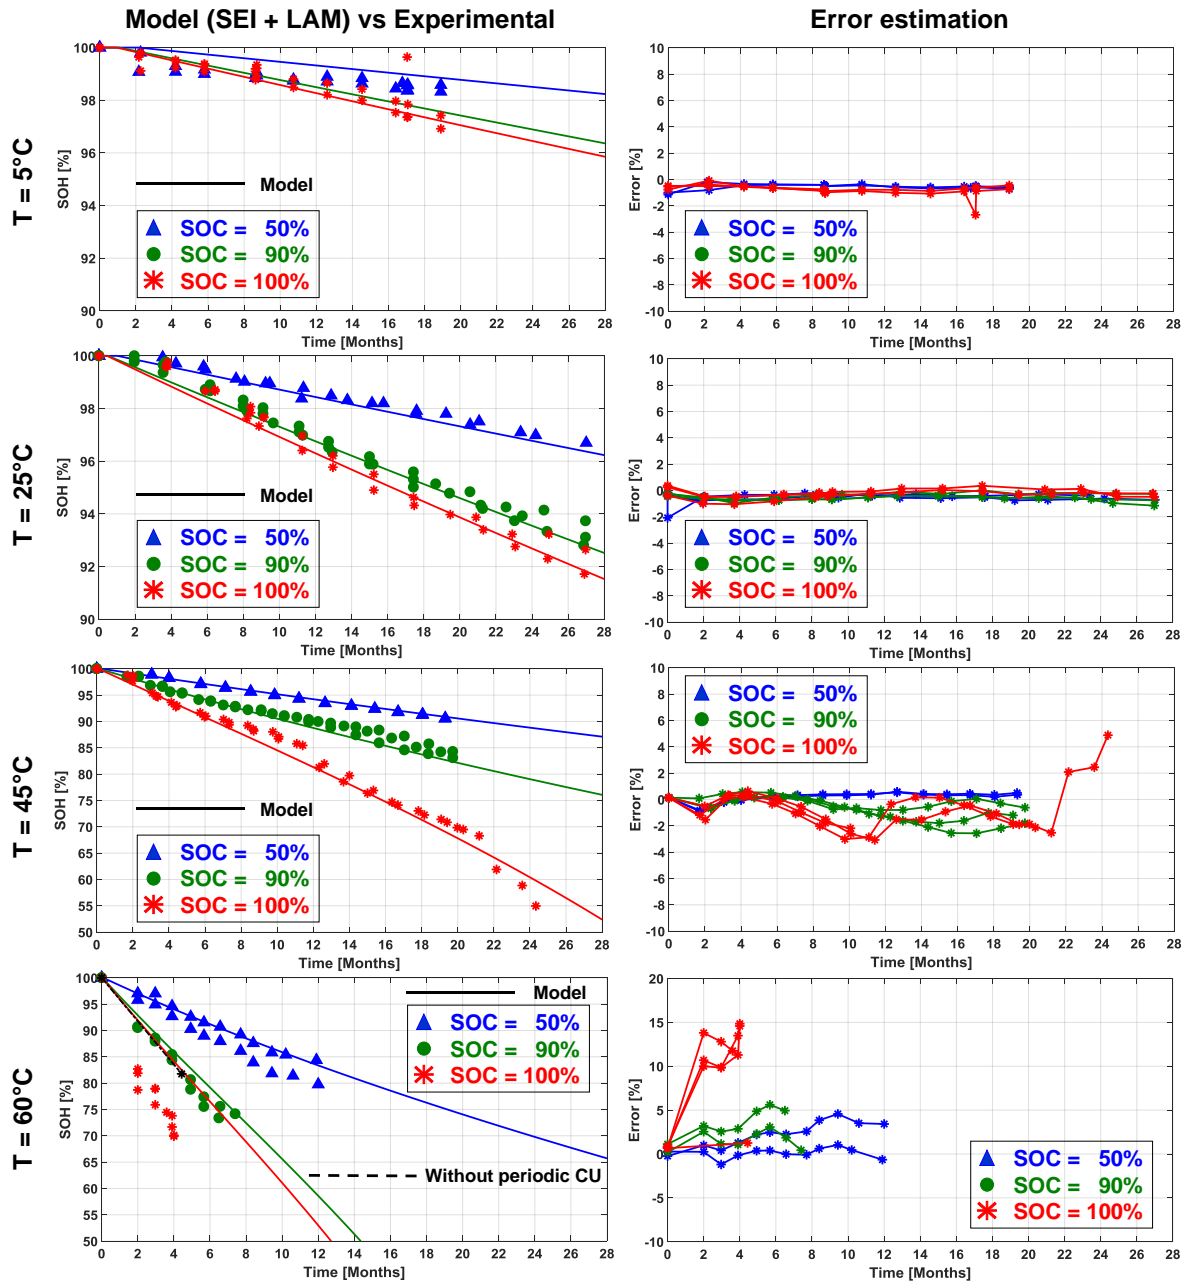 Model (SEI + LAM) vs Experimental
Error estimation
T = 5°C
SOH [%]
100
98
96
94
92
90
Model
SOC = 50%
SOC = 90%
SOC = 100%
0 2 4 6 8 10 12 14 16 18 20 22 24 26 28
Time [Months]
Error [%]
10
8
6
4
2
0
-2
-4
-6
-8
-10
SOC = 50%
SOC = 90%
SOC = 100%
0 2 4 6 8 10 12 14 16 18 20 22 24 26 28
Time [Months]
T = 25°C
SOH [%]
100
98
96
94
92
90
Model
SOC = 50%
SOC = 90%
SOC = 100%
0 2 4 6 8 10 12 14 16 18 20 22 24 26 28
Time [Months]
Error [%]
10
8
6
4
2
0
-2
-4
-6
-8
-10
SOC = 50%
SOC = 90%
SOC = 100%
0 2 4 6 8 10 12 14 16 18 20 22 24 26 28
Time [Months]
T = 45°C
SOH [%]
100
95
90
85
80
75
70
65
60
55
50
Model
SOC = 50%
SOC = 90%
SOC = 100%
0 2 4 6 8 10 12 14 16 18 20 22 24 26 28
Time [Months]
Error [%]
10
8
6
4
2
0
-2
-4
-6
-8
-10
SOC = 50%
SOC = 90%
SOC = 100%
0 2 4 6 8 10 12 14 16 18 20 22 24 26 28
Time [Months]
T = 60°C
SOH [%]
100
95
90
85
80
75
70
65
60
55
50
Model
SOC = 50%
SOC = 90%
SOC = 100%
Without periodic CU
0 2 4 6 8 10 12 14 16 18 20 22 24 26 28
Time [Months]
Error [%]
20
15
10
5
0
-5
-10
SOC = 50%
SOC = 90%
SOC = 100%
0 2 4 6 8 10 12 14 16 18 20 22 24 26 28
Time [Months]